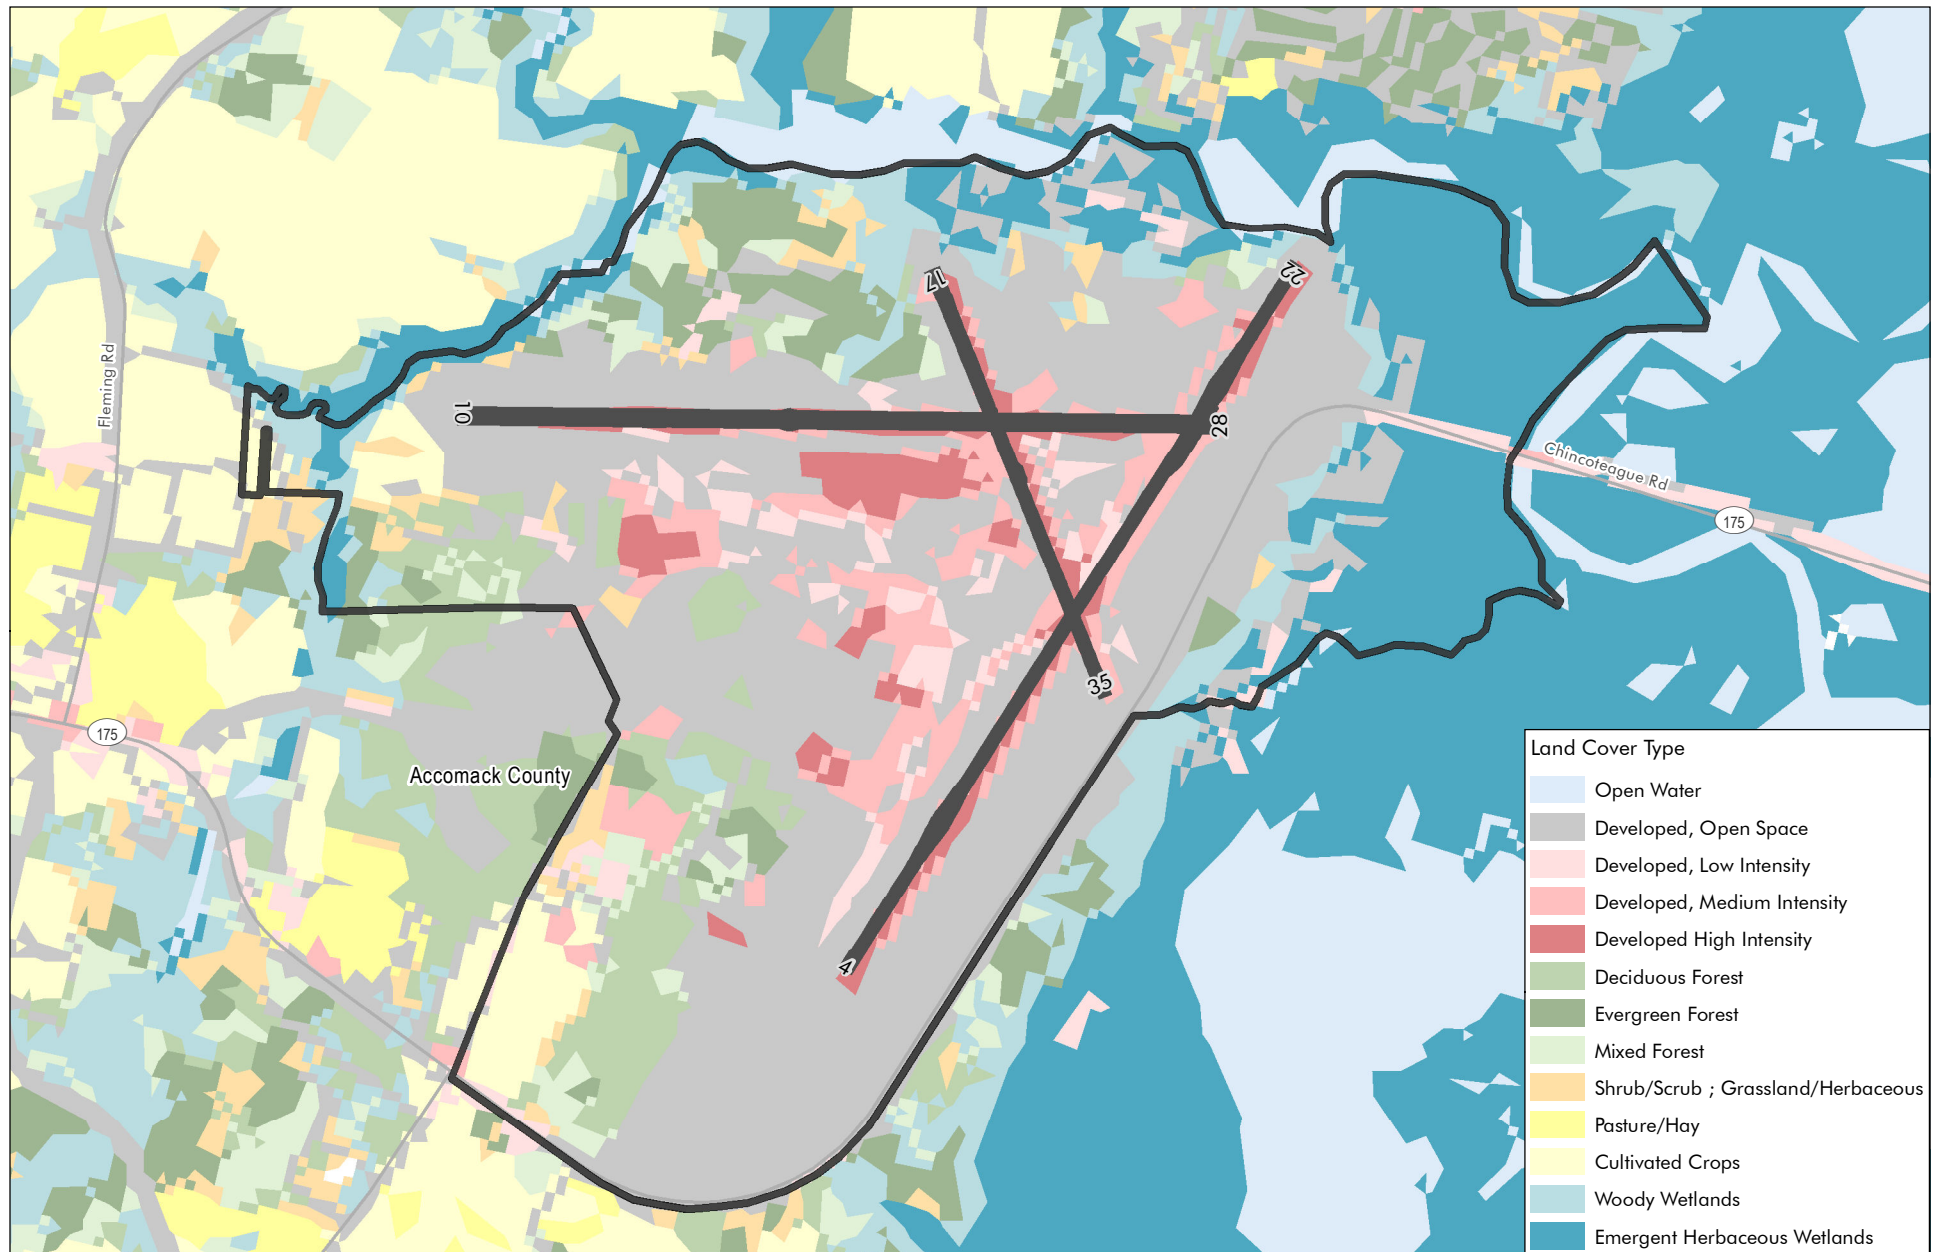 17
22
Fleming Rd
10
28
Chincoteague Rd
175
35
175
Accomack County
4
Land Cover Type
Open Water
Developed, Open Space
Developed, Low Intensity
Developed, Medium Intensity
Developed High Intensity
Deciduous Forest
Evergreen Forest
Mixed Forest
Shrub/Scrub ; Grassland/Herbaceous
Pasture/Hay
Cultivated Crops
Woody Wetlands
Emergent Herbaceous Wetlands